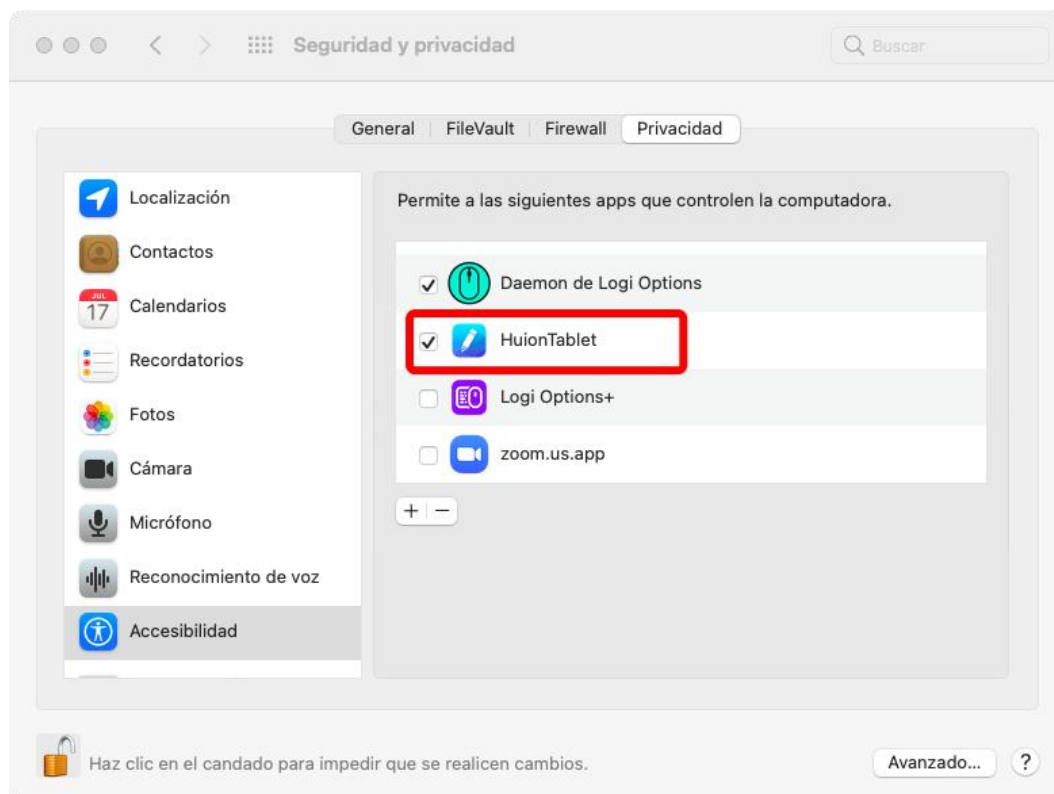 Seguridad y privacidad
Buscar
General
FileVault
Firewall
Privacidad
Localización
Contactos
JUL
17
Calendarios
Recordatorios
Fotos
Cámara
Micrófono
Reconocimiento de voz
Accesibilidad
Permite a las siguientes apps que controlen la computadora.
Daemon de Logi Options
HuionTablet
Logi Options+
zoom.us.app
+ −
Haz clic en el candado para impedir que se realicen cambios.
Avanzado...
?